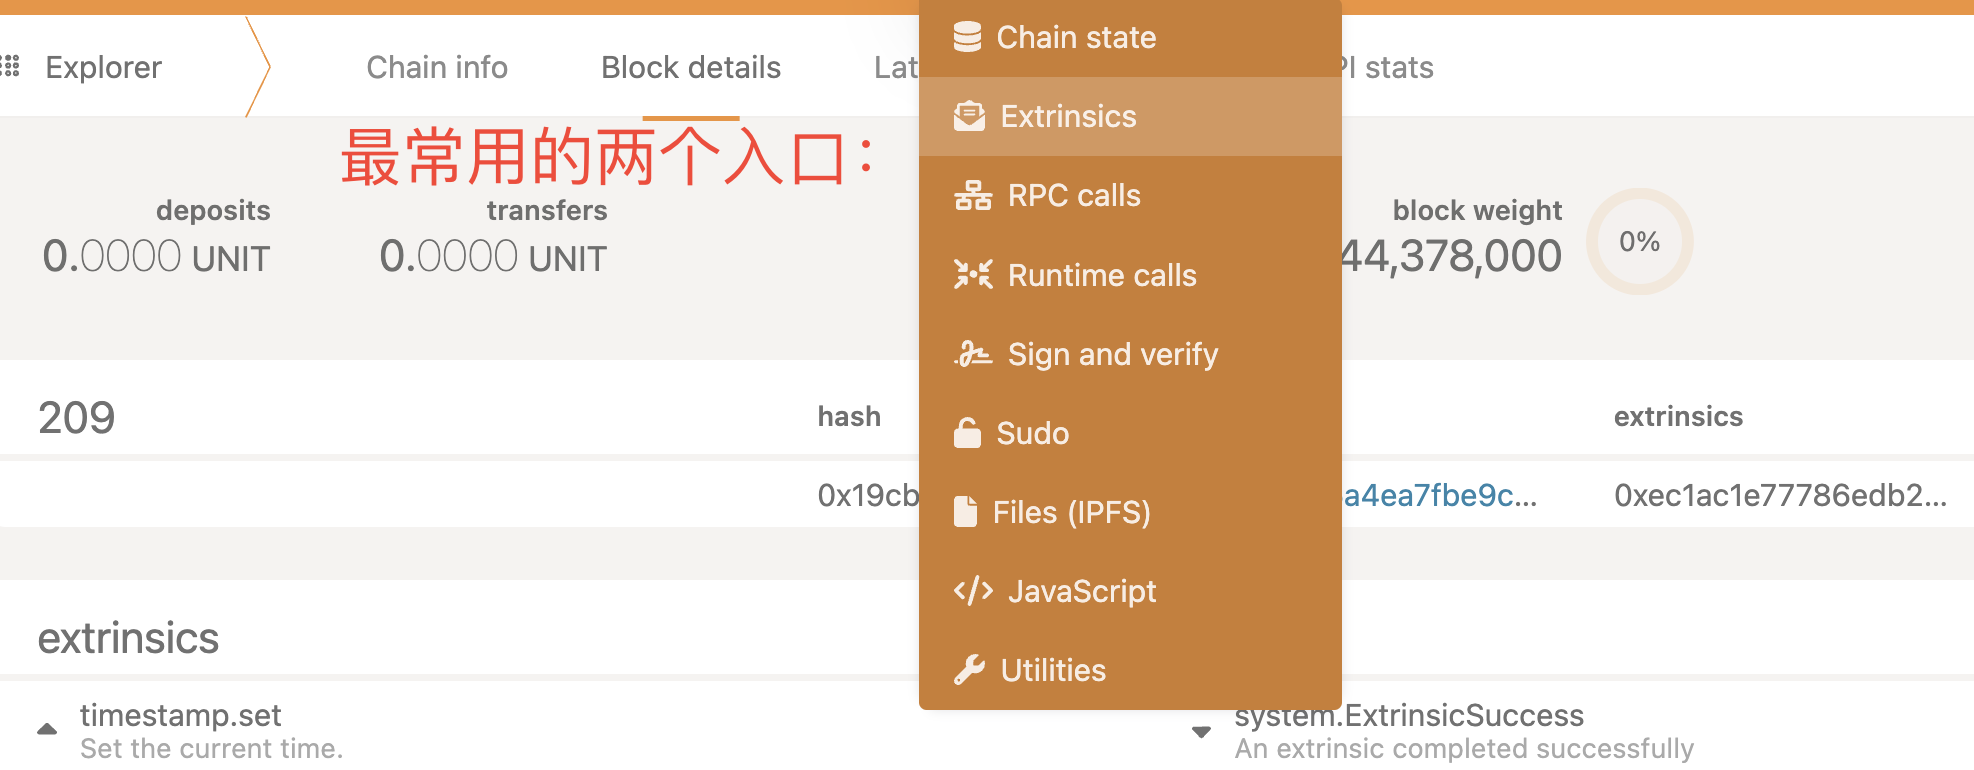 Explorer
Chain info
Block details
Lat
PI stats
Chain state
Extrinsics
RPC calls
Runtime calls
Sign and verify
Sudo
Files (IPFS)
JavaScript
Utilities
最常用的两个入口：
deposits
0.0000 UNIT
transfers
0.0000 UNIT
block weight
44,378,000
0%
209
hash
extrinsics
0x19cb
a4ea7fbe9c...
0xec1ac1e77786edb2...
extrinsics
timestamp.set
Set the current time.
system.ExtrinsicSuccess
An extrinsic completed successfully